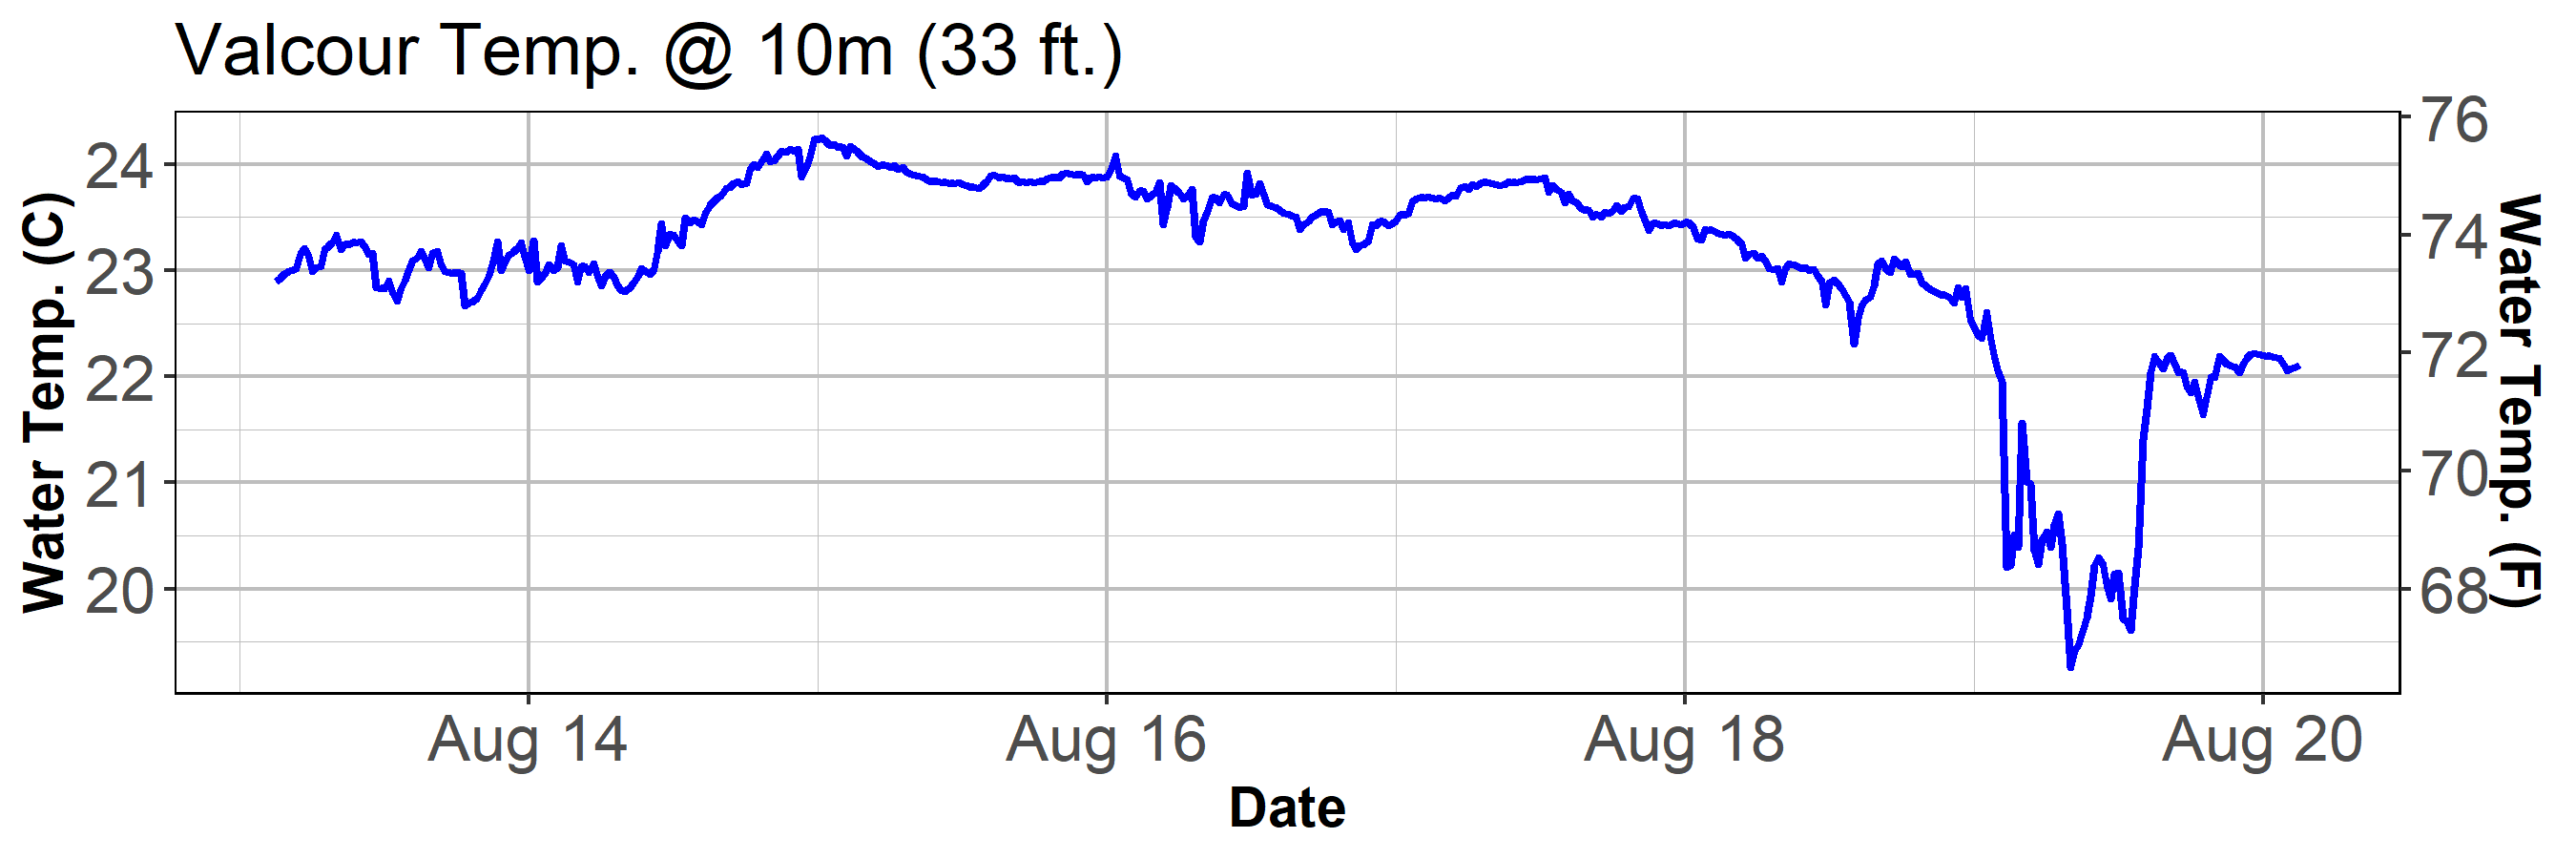 Valcour Temp. @ 10m (33 ft.)
Water Temp. (C)
24
23
22
21
20
76
74
72
70
68
Water Temp. (F)
Aug 14
Aug 16
Aug 18
Aug 20
Date